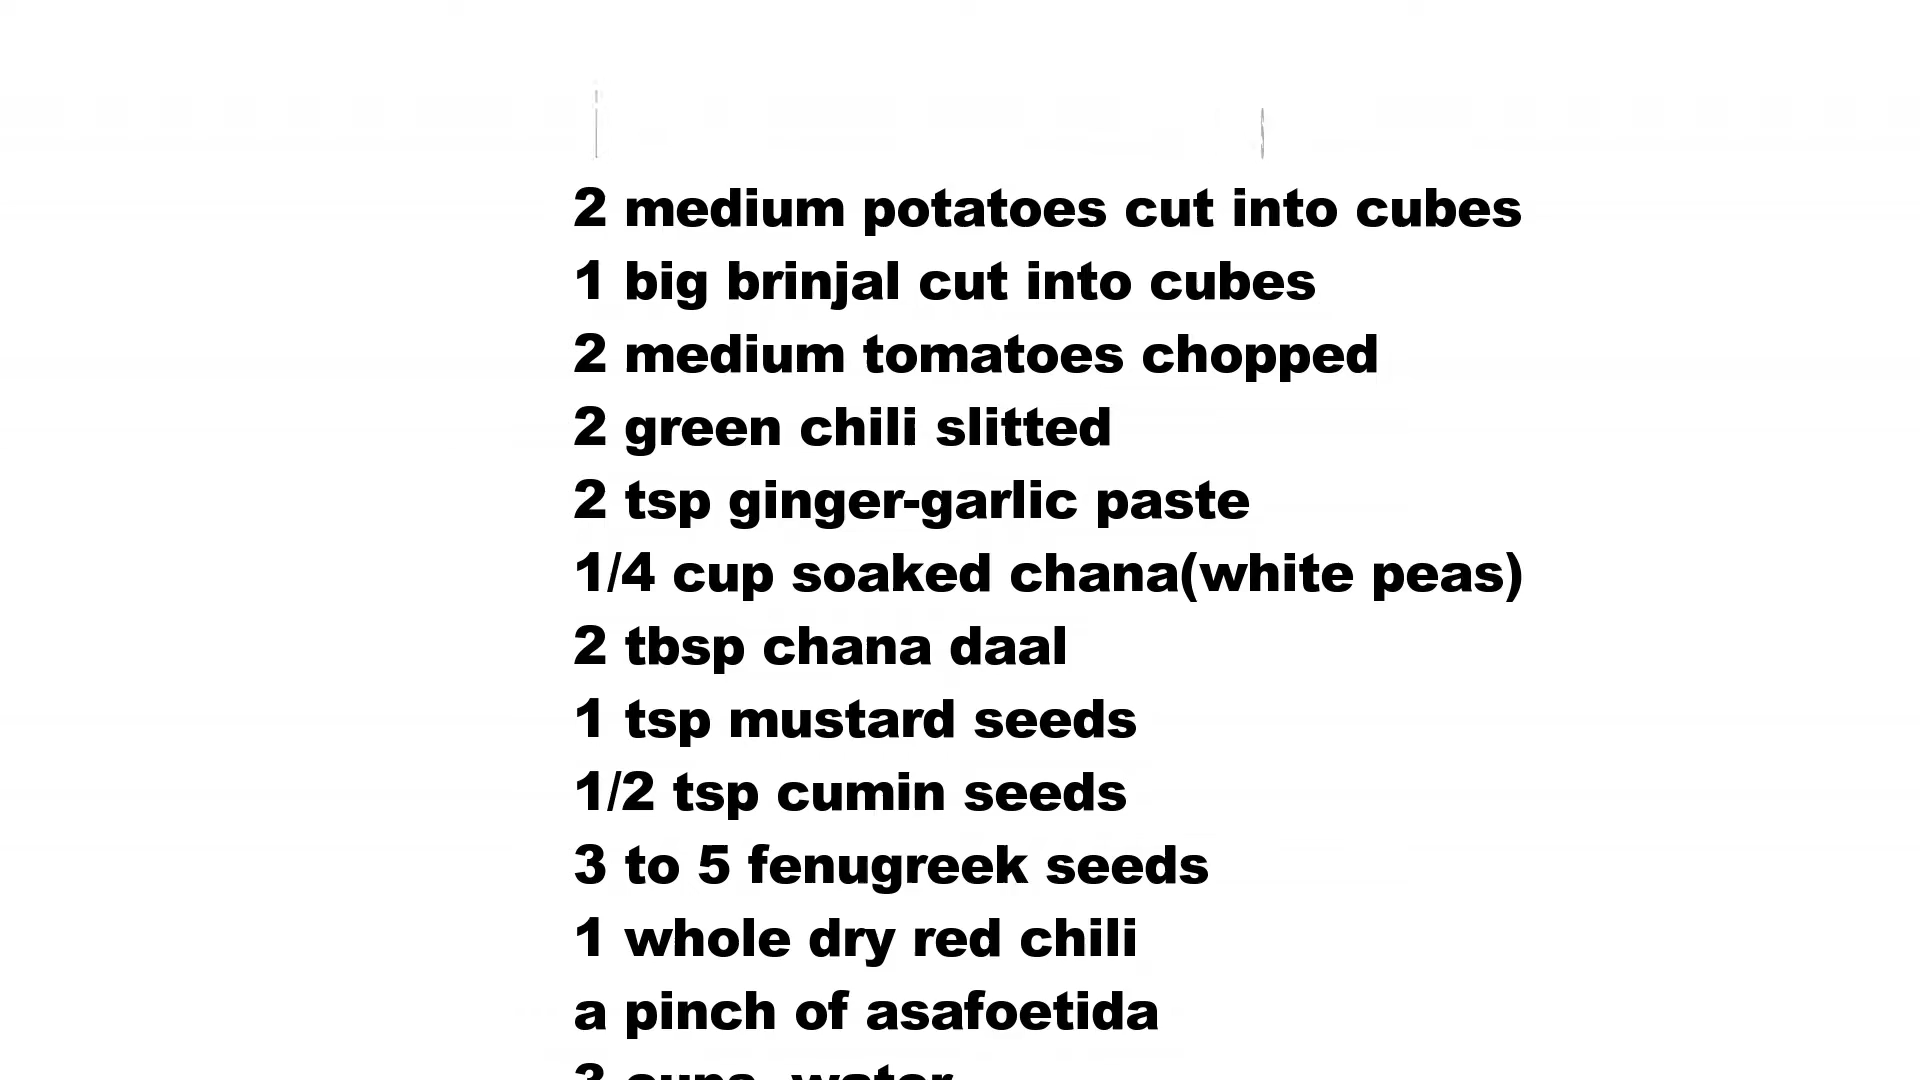 2 medium potatoes cut into cubes
1 big brinjal cut into cubes
2 medium tomatoes chopped
2 green chili slitted
2 tsp ginger-garlic paste
1/4 cup soaked chana(white peas)
2 tbsp chana daal
1 tsp mustard seeds
1/2 tsp cumin seeds
3 to 5 fenugreek seeds
1 whole dry red chili
a pinch of asafoetida
3 cups water